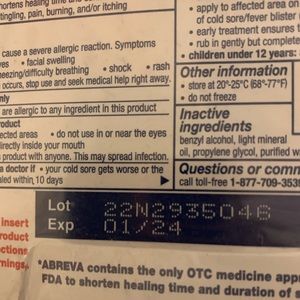 shortens healing time and
tingling, pain, burning, and/or itching
cause a severe allergic reaction. Symptoms
• facial swelling
wheezing/difficulty breathing • shock • rash
occurs, stop use and seek medical help right away.
only
are allergic to any ingredient in this product
product
affected areas • do not use in or near the eyes
directly inside your mouth
product with anyone. This may spread infection.
a doctor if • your cold sore gets worse or the
healed within 10 days
apply to affected area on
of cold sore/fever blister
• early treatment ensures
• rub in gently but
• children under 12 years:
Other information
• store at 20°-25°C (68°-77°F)
• do not freeze
Inactive
ingredients
benzyl alcohol, light mineral
oil, propylene glycol, purified
Questions or
call toll-free 1-877-709-353
Lot 22N2935046
Exp 01/24
insert
product
*ABREVA contains the only OTC medicine
FDA to shorten healing time and duration of